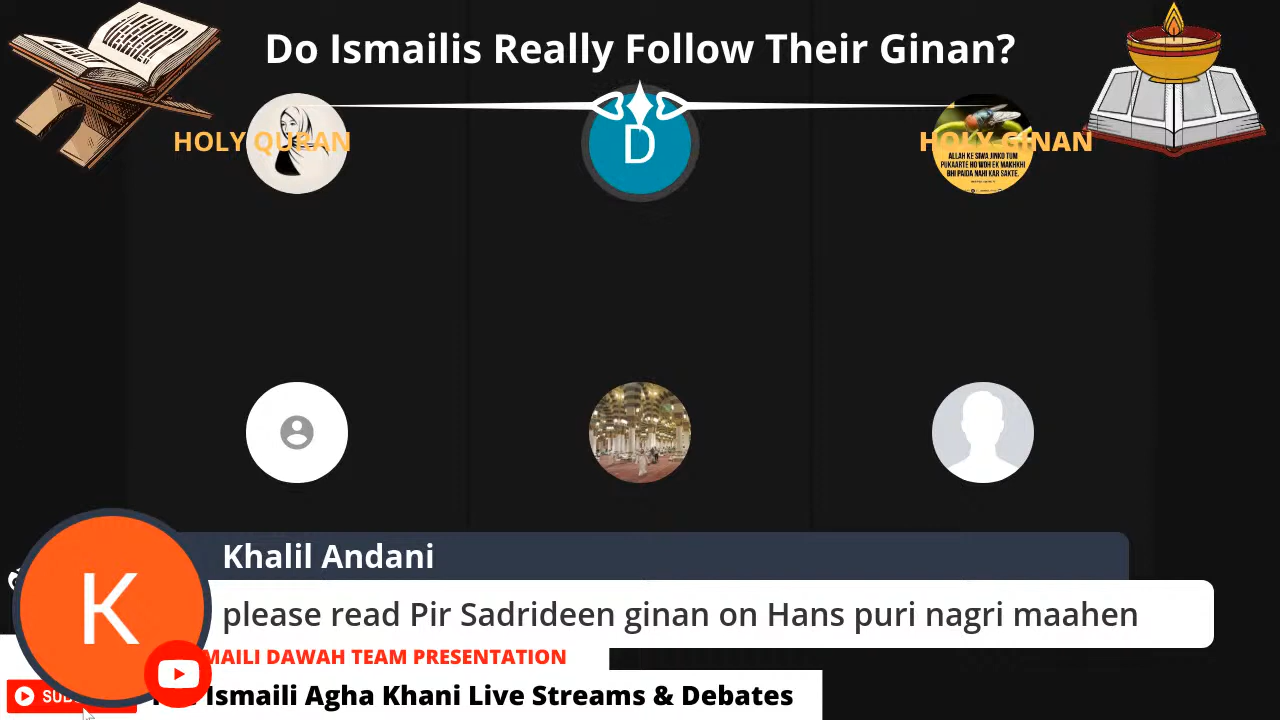 Do Ismailis Really Follow Their Ginan?
HOLY QURAN
D
HOLY GINAN
ALLAH KE SIWA JINKO TUM
PUKAARTE HO WOH EK MAKHKHI
BHI PAIDA NAHI KAR SAKTE.
Khalil Andani
K
please read Pir Sadrideen ginan on Hans puri nagri maahen
MAILI DAWAH TEAM PRESENTATION
SUB
Ismaili Agha Khani Live Streams & Debates